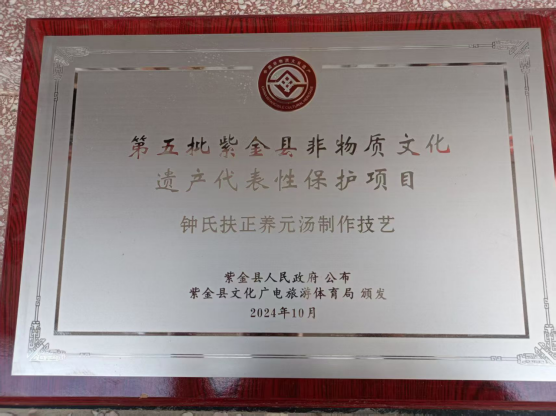 第五批紫金县非物质文化
遗产代表性保护项目
钟氏扶正养元汤制作技艺
紫金县人民政府 公布
紫金县文化广电旅游体育局 颁发
2024年10月